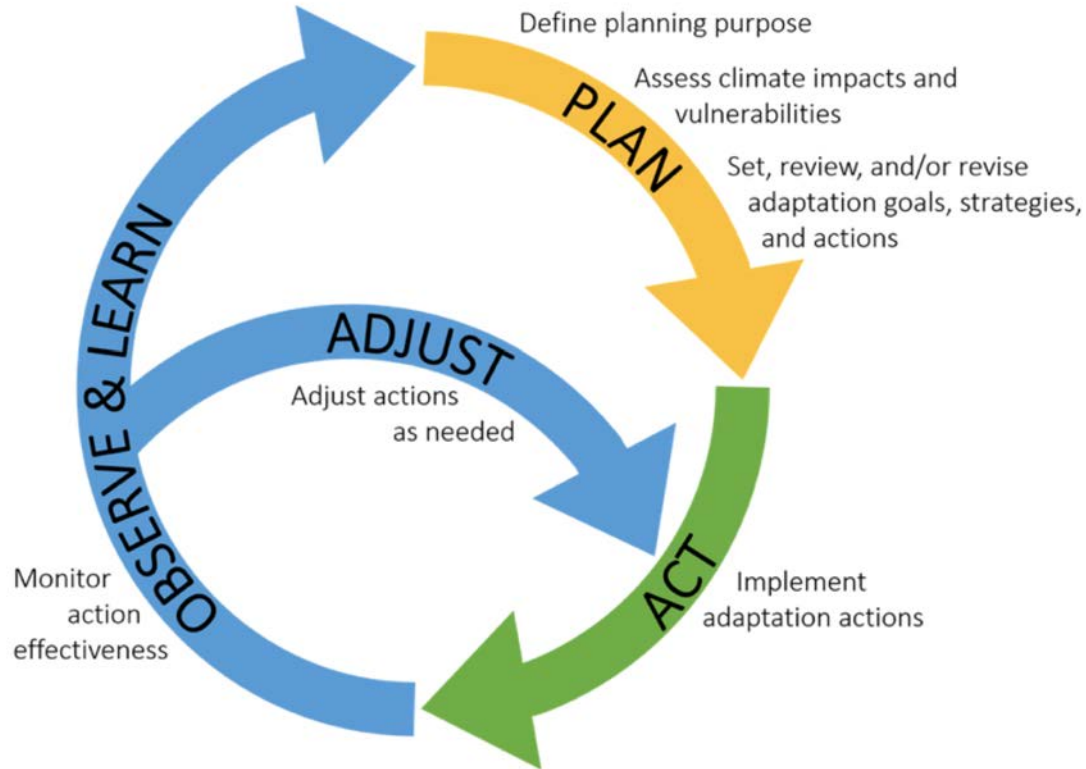 Define planning purpose
PLAN
Assess climate impacts and
vulnerabilities
Set, review, and/or revise
adaptation goals, strategies,
and actions
OBSERVE & LEARN
ADJUST
Adjust actions
as needed
ACT
Implement
adaptation actions
Monitor
action
effectiveness